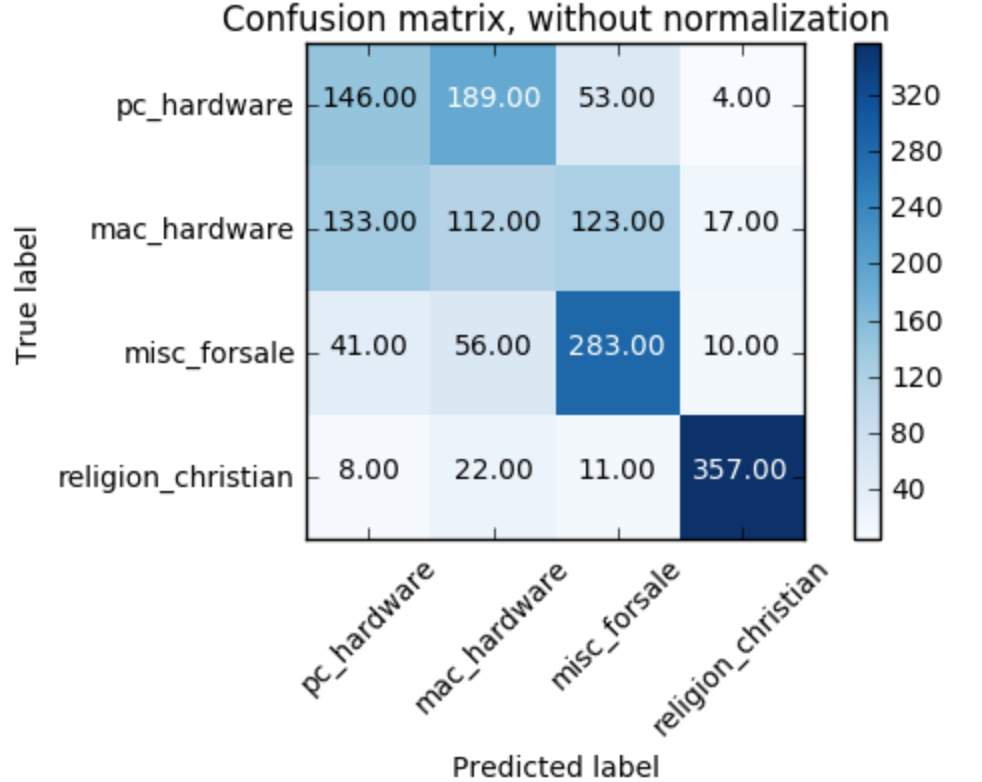 Confusion matrix, without normalization
pc_hardware 146.00 189.00 53.00 4.00
mac_hardware 133.00 112.00 123.00 17.00
misc_forsale 41.00 56.00 283.00 10.00
religion_christian 8.00 22.00 11.00 357.00
True label
pc_hardware
mac_hardware
misc_forsale
religion_christian
Predicted label
320
280
240
200
160
120
80
40